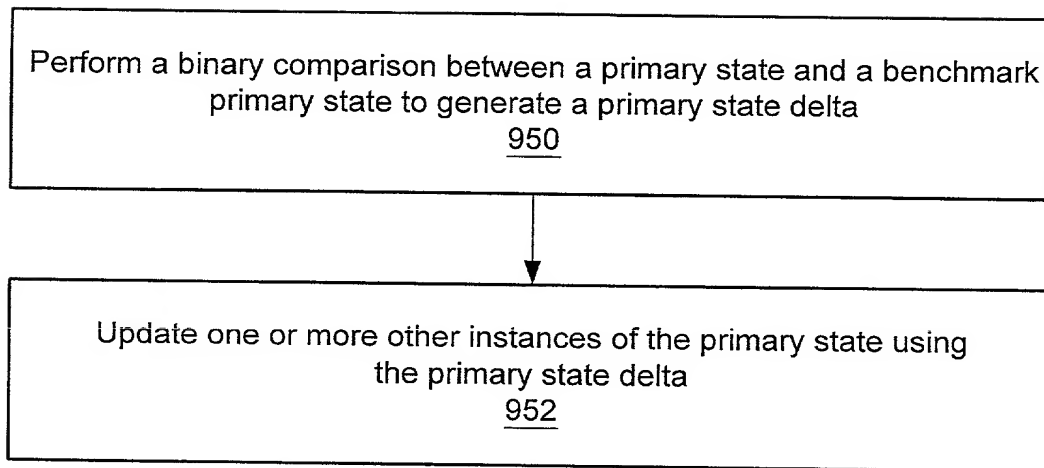 Perform a binary comparison between a primary state and a benchmark
primary state to generate a primary state delta
950
Update one or more other instances of the primary state using
the primary state delta
952